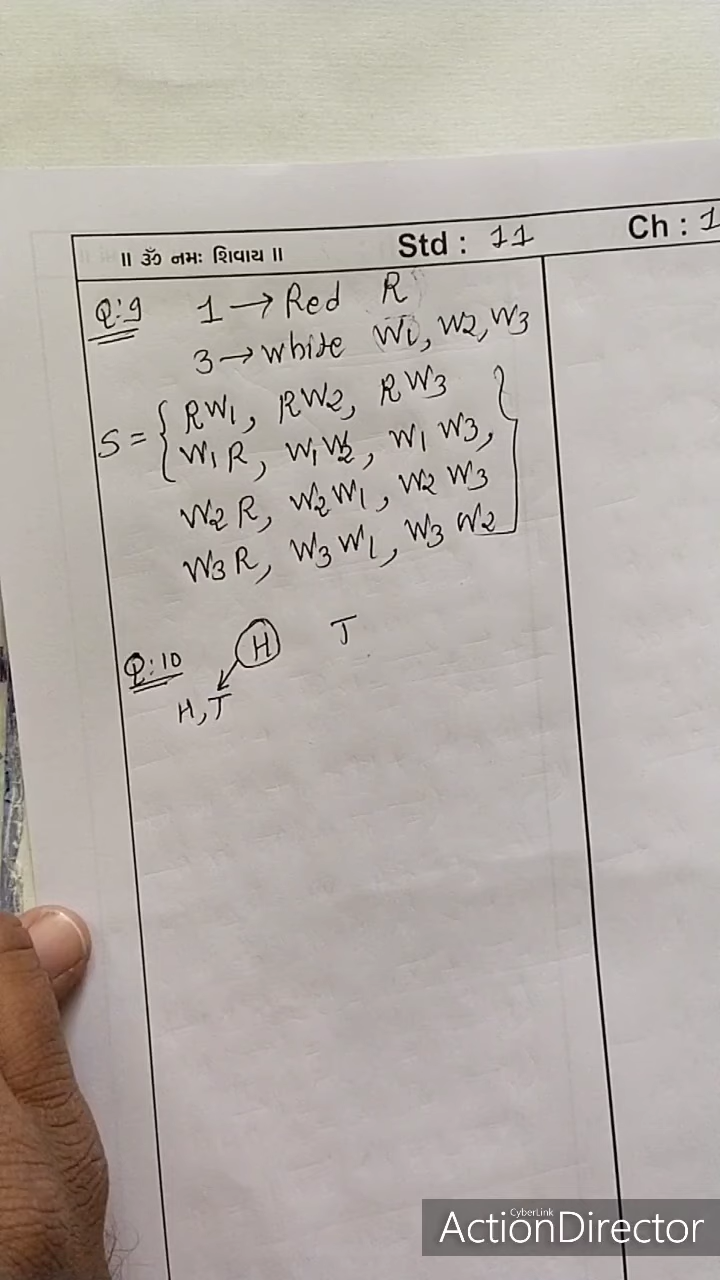 ॥ ૐ નમઃ શિવાય ॥ Std : 11 Ch : 1
Q:9 1 → Red R
3 → white W1, W2, W3
S = { RW1, RW2, RW3
W1R, W1W2, W1W3,
W2R, W2W1, W2W3
W3R, W3W1, W3W2 }
Q:10 H T
H,T
CyberLink
ActionDirector